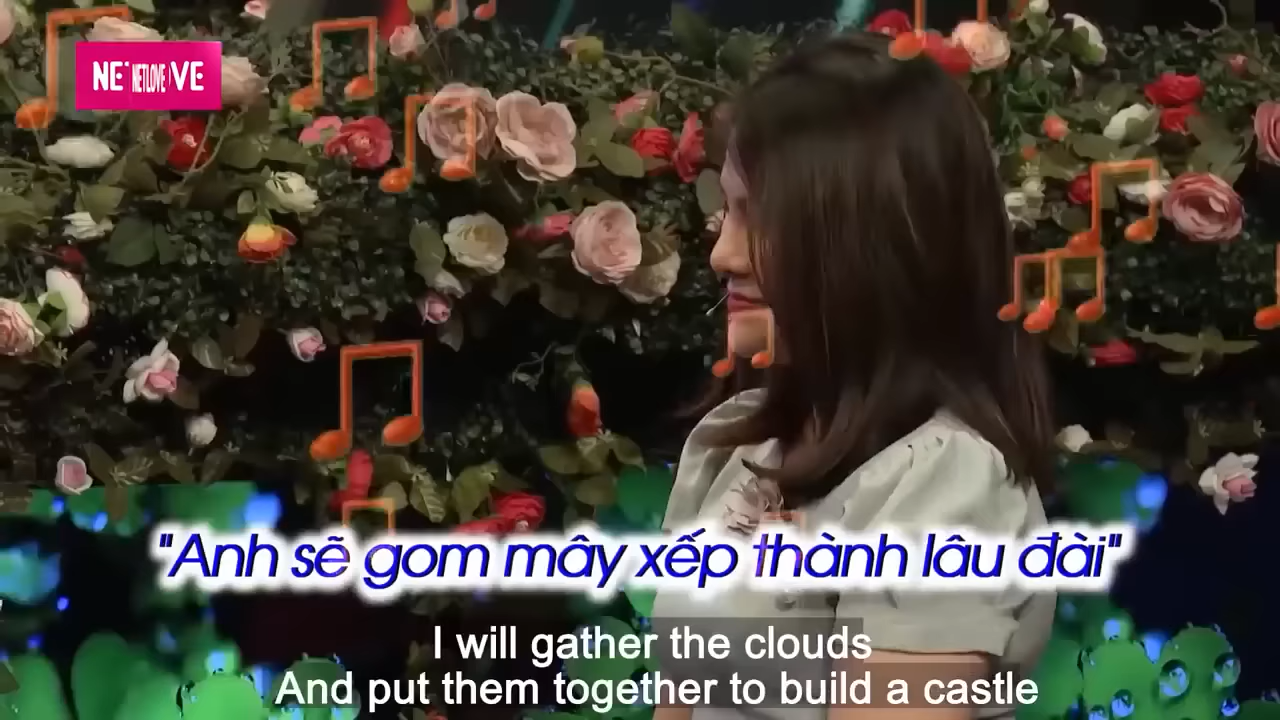 NETLOVE
"Anh sẽ gom mây xếp thành lâu đài"
I will gather the clouds
And put them together to build a castle